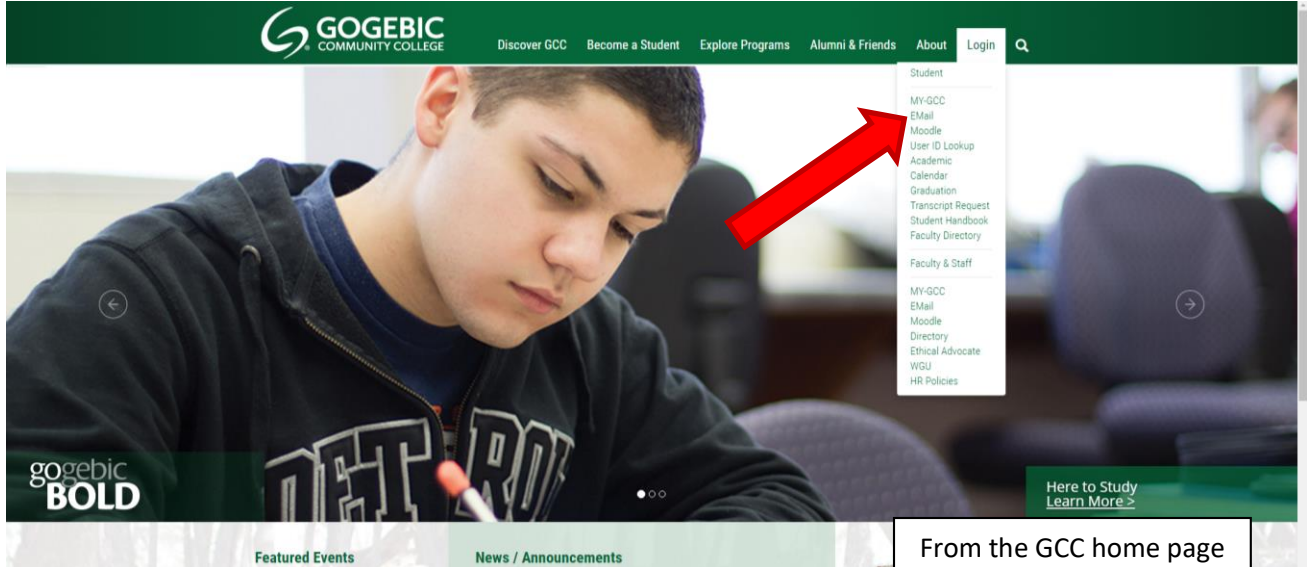 GOGEBIC
COMMUNITY COLLEGE
Discover GCC Become a Student Explore Programs Alumni & Friends About Login
Student
MY-GCC
EMail
Moodle
User ID Lookup
Academic
Calendar
Graduation
Transcript Request
Student Handbook
Faculty Directory
Faculty & Staff
MY-GCC
EMail
Moodle
Directory
Ethical Advocate
WGU
HR Policies
DETROIT
gogebic
BOLD
Here to Study
Learn More >
Featured Events News / Announcements
From the GCC home page